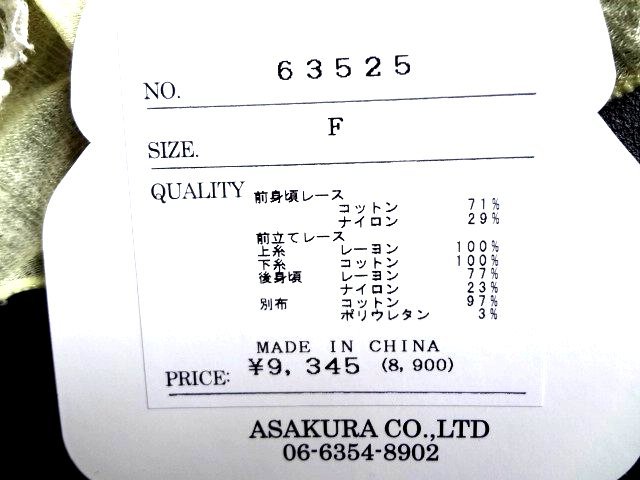 NO. 63525
SIZE. F
QUALITY 前身頃レース
コットン 71%
ナイロン 29%
前立てレース
上糸 レーヨン 100%
下糸 コットン 100%
後身頃 レーヨン 77%
ナイロン 23%
別布 コットン 97%
ポリウレタン 3%
MADE IN CHINA
PRICE: ¥9,345 (8,900)
ASAKURA CO.,LTD
06-6354-8902